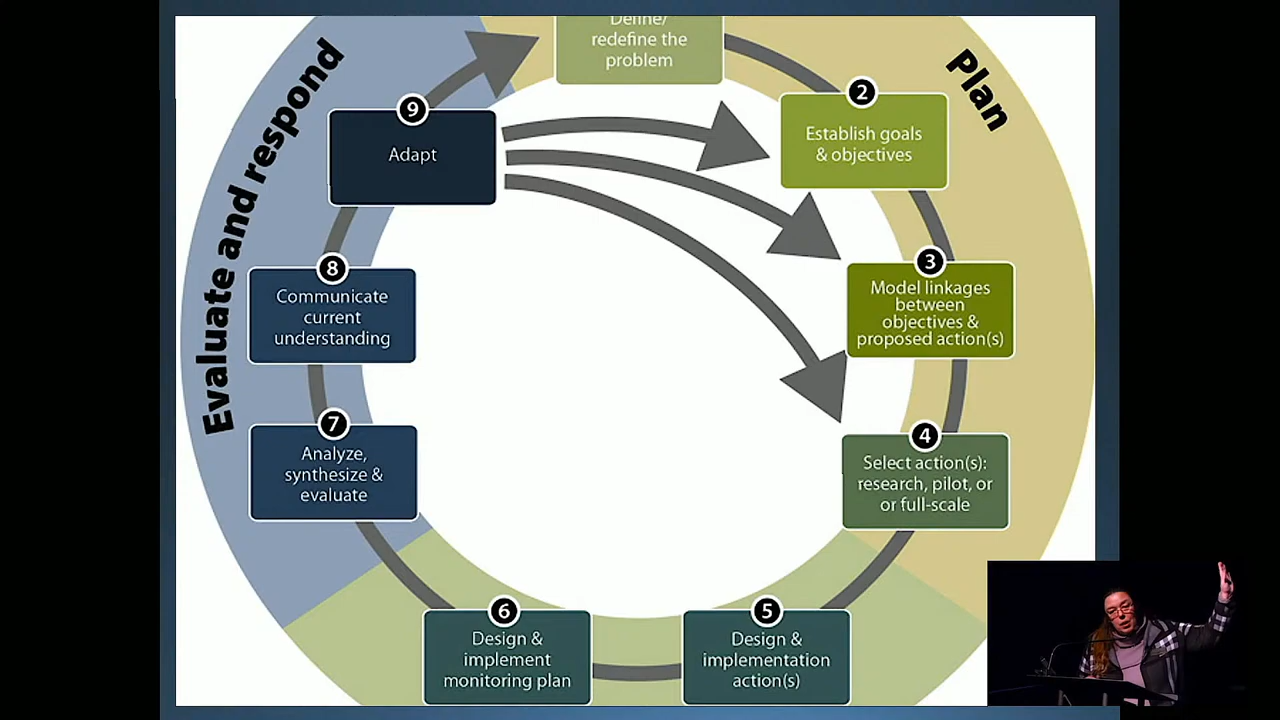 Define/
redefine the
problem
Plan
2
Establish goals
& objectives
3
Model linkages
between
objectives &
proposed action(s)
4
Select action(s):
research, pilot, or
or full-scale
5
Design &
implementation
action(s)
6
Design &
implement
monitoring plan
Evaluate and respond
7
Analyze,
synthesize &
evaluate
8
Communicate
current
understanding
9
Adapt